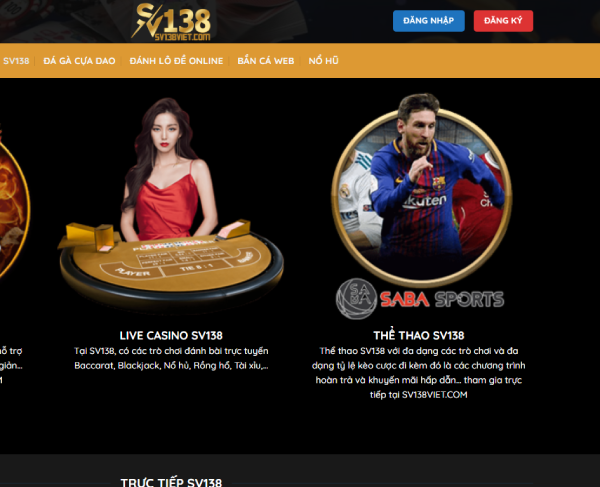 SV138
SV138VIET.COM
ĐĂNG NHẬP
ĐĂNG KÝ
SV138
ĐÁ GÀ CỰA DAO
ĐÁNH LÔ ĐỀ ONLINE
BẮN CÁ WEB
NỔ HŨ
PLAYER
TIE 8 : 1
Rakuten
SABA SPORTS
LIVE CASINO SV138
Tại SV138, có các trò chơi đánh bài trực tuyến
Baccarat, Blackjack, Nổ hủ, Rồng hổ, Tài xỉu,...
THỂ THAO SV138
Thể thao SV138 với đa dạng các trò chơi và đa
dạng tỷ lệ kèo cược đi kèm đó là các chương trình
hoàn trả và khuyến mãi hấp dẫn... tham gia trực
tiếp tại SV138VIET.COM
hỗ trợ
giản...
M
TRỰC TIẾP SV138